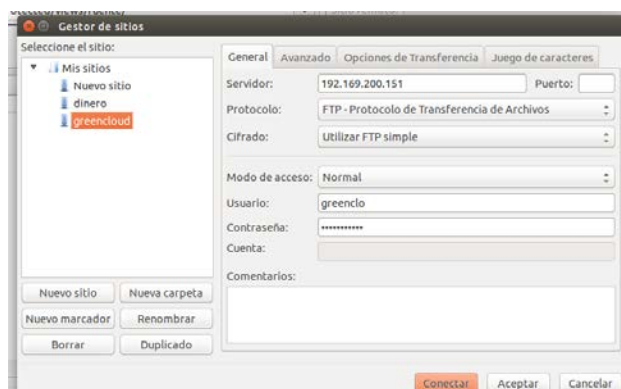 Gestor de sitios
Seleccione el sitio:
Mis sitios
Nuevo sitio
dinero
greencloud
Nuevo sitio Nueva carpeta
Nuevo marcador Renombrar
Borrar Duplicado
General Avanzado Opciones de Transferencia Juego de caracteres
Servidor: 192.169.200.151 Puerto:
Protocolo: FTP - Protocolo de Transferencia de Archivos
Cifrado: Utilizar FTP simple
Modo de acceso: Normal
Usuario: greenclo
Contraseña: •••••••••••
Cuenta:
Comentarios:
Conectar Aceptar Cancelar